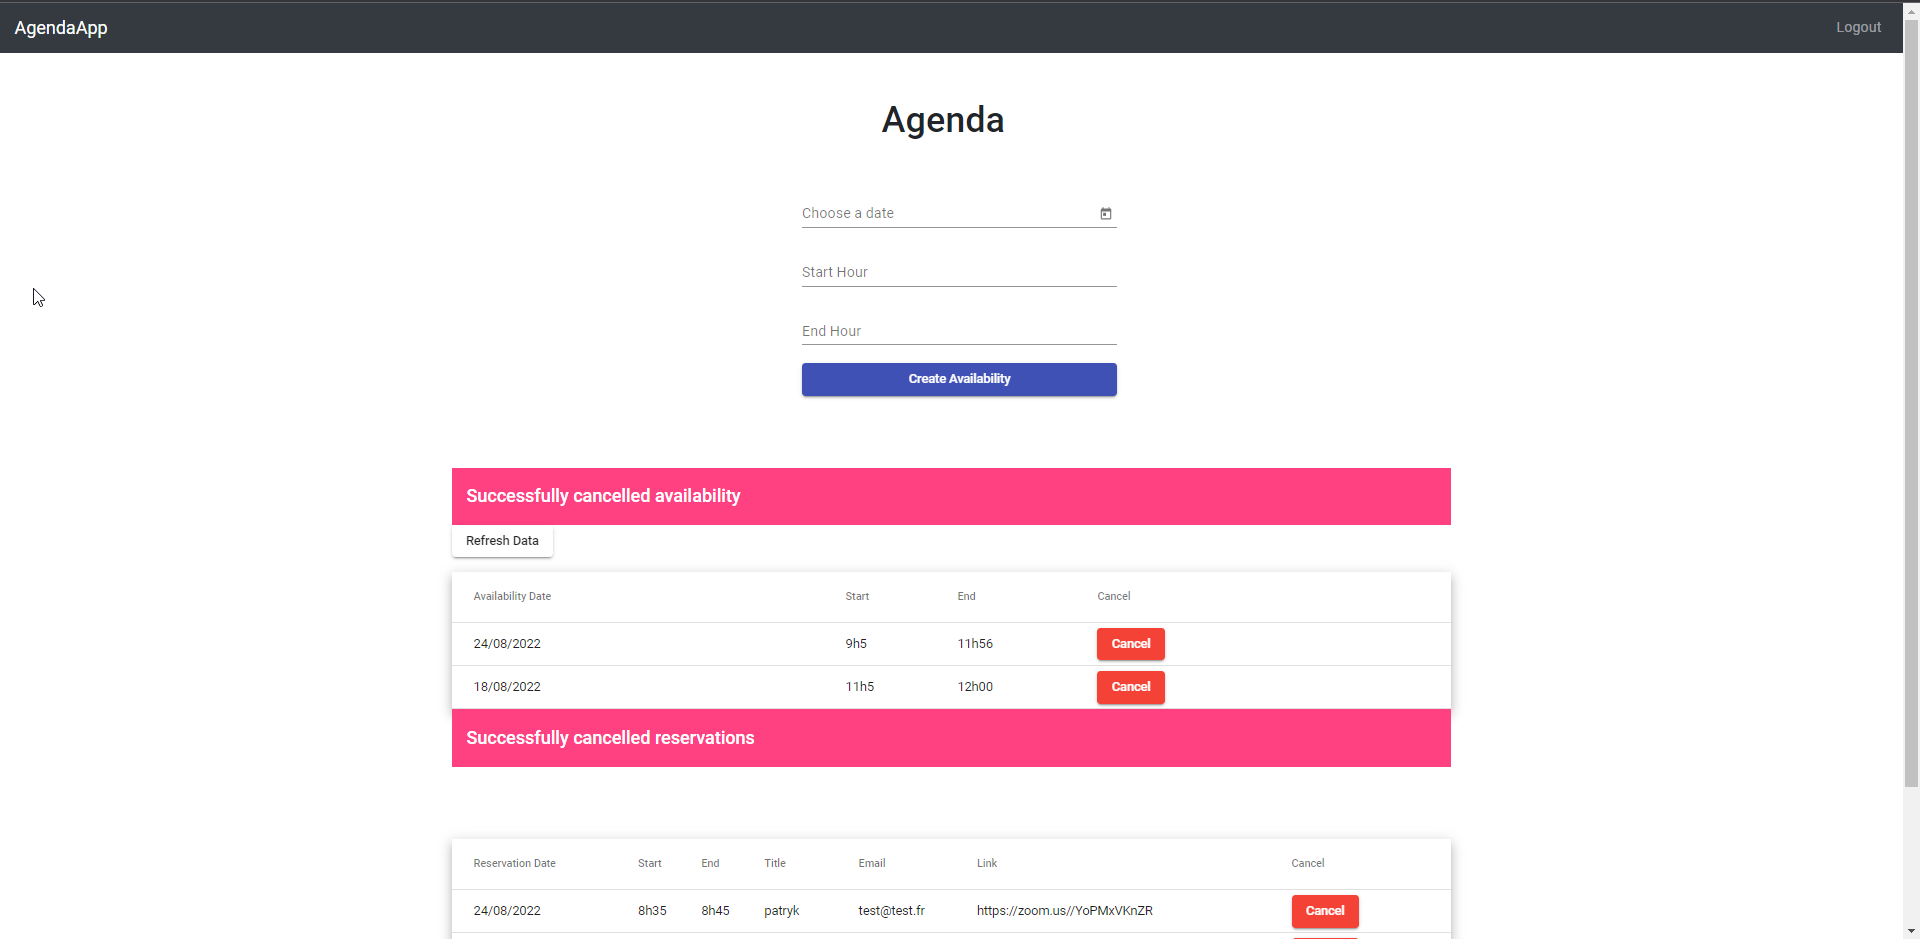 AgendaApp Logout
Agenda
Choose a date
Start Hour
End Hour
Create Availability
Successfully cancelled availability
Refresh Data
Availability Date Start End Cancel
24/08/2022 9h5 11h56 Cancel
18/08/2022 11h5 12h00 Cancel
Successfully cancelled reservations
Reservation Date Start End Title Email Link Cancel
24/08/2022 8h35 8h45 patryk test@test.fr https://zoom.us//YoPMxVKnZR Cancel